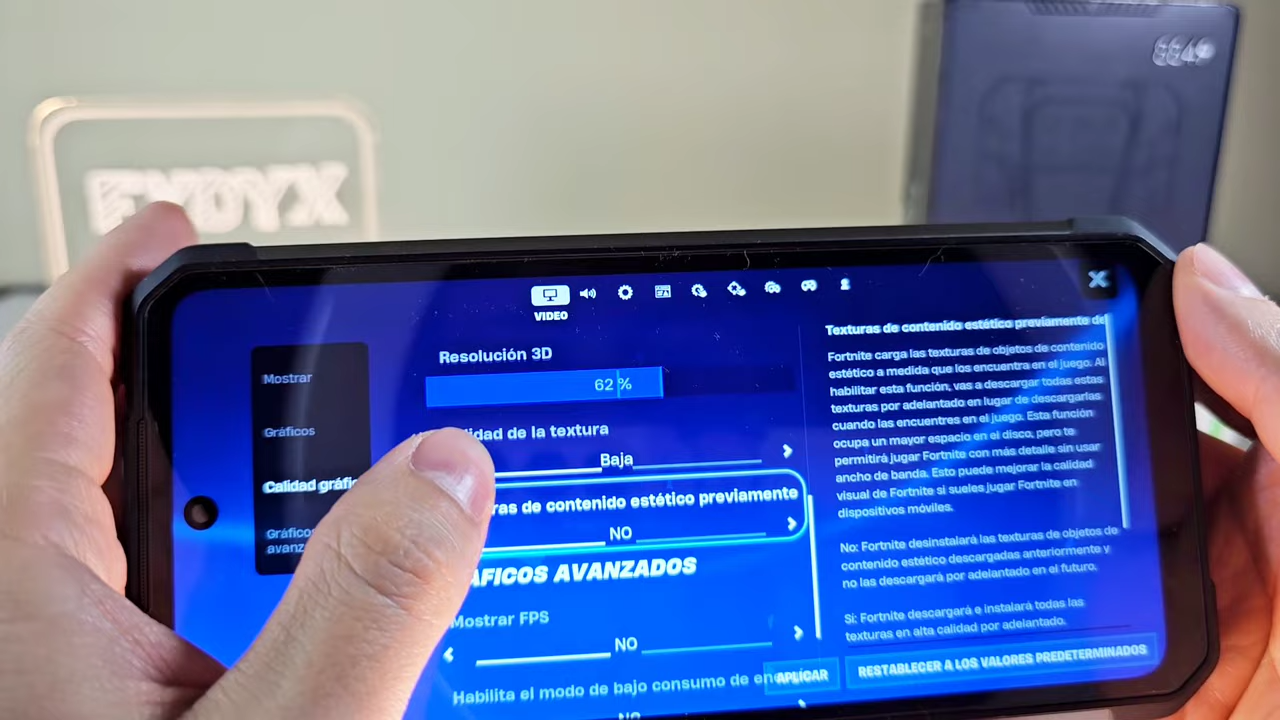 ENDYX
VIDEO
Mostrar
Gráficos
Calidad gráfic
Gráficos
avanz
Resolución 3D
62 %
idad de la textura
Baja
ras de contenido estético previamente
NO
ÁFICOS AVANZADOS
Mostrar FPS
NO
Habilita el modo de bajo consumo de ene
NO
Texturas de contenido estético previamente de
Fortnite carga las texturas de objetos de contenido
estético a medida que los encuentra en el juego. Al
habilitar esta función, vas a descargar todas estas
texturas por adelantado en lugar de descargarlas
cuando las encuentres en el juego. Esta función
ocupa un mayor espacio en el disco, pero te
permitirá jugar Fortnite con más detalle sin usar
ancho de banda. Esto puede mejorar la calidad
visual de Fortnite si sueles jugar Fortnite en
dispositivos móviles.
No: Fortnite desinstalará las texturas de objetos de
contenido estético descargadas anteriormente y
no las descargará por adelantado en el futuro.
Sí: Fortnite descargará e instalará todas las
texturas en alta calidad por adelantado.
APLICAR
RESTABLECER A LOS VALORES PREDETERMINADOS